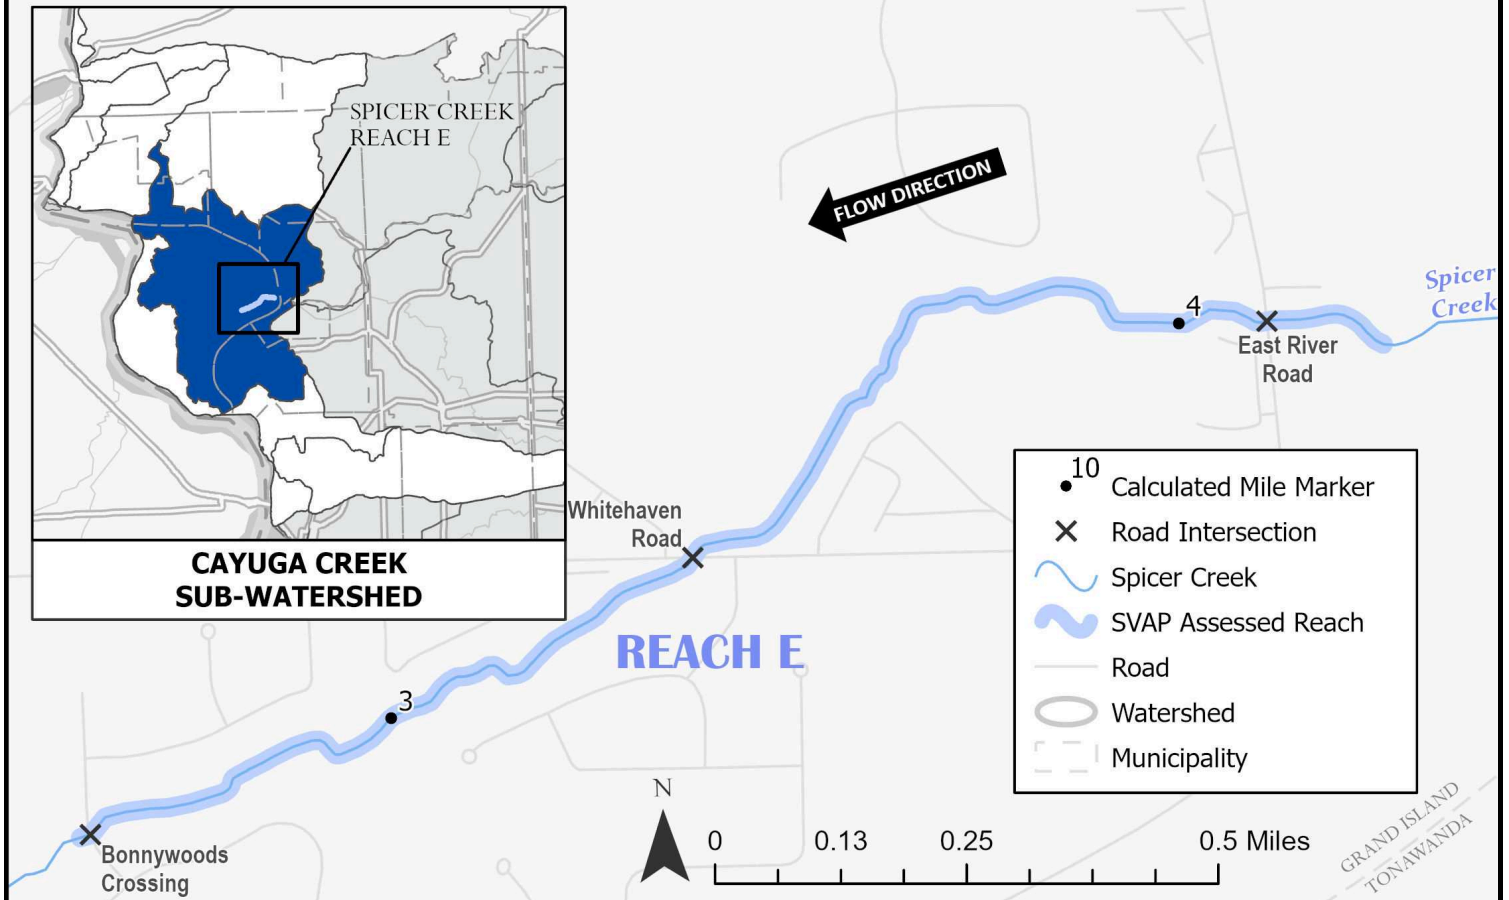 SPICER CREEK
REACH E
CAYUGA CREEK
SUB-WATERSHED
FLOW DIRECTION
Spicer
Creek
4
East River
Road
Whitehaven
Road
REACH E
3
Bonnywoods
Crossing
10
Calculated Mile Marker
Road Intersection
Spicer Creek
SVAP Assessed Reach
Road
Watershed
Municipality
N
0 0.13 0.25 0.5 Miles
GRAND ISLAND
TONAWANDA